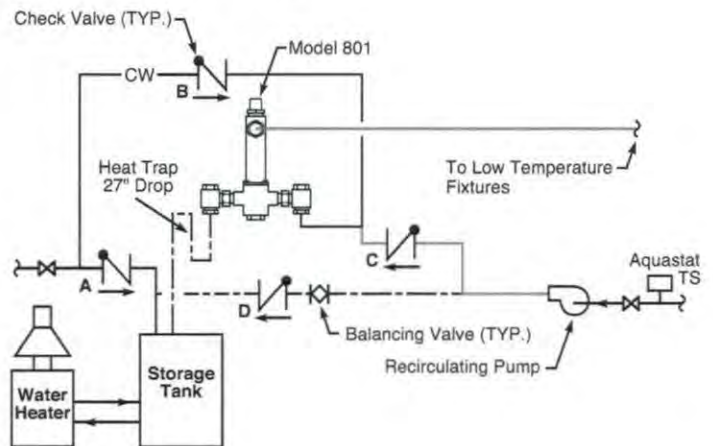 Check Valve (TYP.)
Model 801
CW
B
Heat Trap
27" Drop
To Low Temperature
Fixtures
A
C
Aquastat
TS
D
Balancing Valve (TYP.)
Recirculating Pump
Water
Heater
Storage
Tank